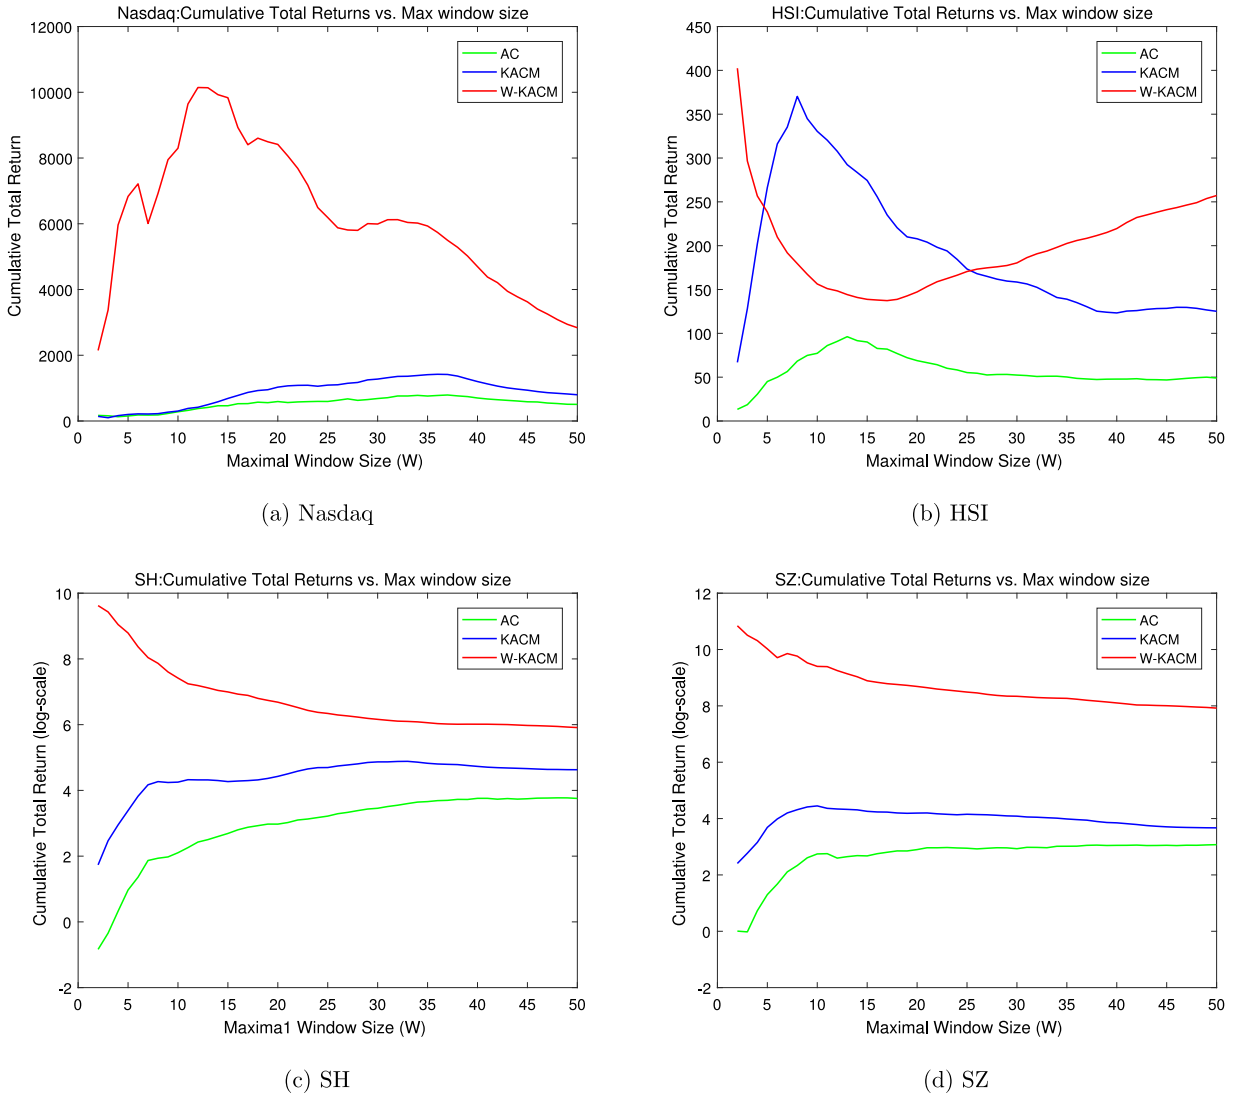 Nasdaq:Cumulative Total Returns vs. Max window size
12000
10000
8000
6000
4000
2000
0
Cumulative Total Return
AC
KACM
W-KACM
0 5 10 15 20 25 30 35 40 45 50
Maximal Window Size (W)
(a) Nasdaq
HSI:Cumulative Total Returns vs. Max window size
450
400
350
300
250
200
150
100
50
0
Cumulative Total Return
AC
KACM
W-KACM
0 5 10 15 20 25 30 35 40 45 50
Maximal Window Size (W)
(b) HSI
SH:Cumulative Total Returns vs. Max window size
10
8
6
4
2
0
-2
Cumulative Total Return (log-scale)
AC
KACM
W-KACM
0 5 10 15 20 25 30 35 40 45 50
Maxima1 Window Size (W)
(c) SH
SZ:Cumulative Total Returns vs. Max window size
12
10
8
6
4
2
0
-2
Cumulative Total Return (log-scale)
AC
KACM
W-KACM
0 5 10 15 20 25 30 35 40 45 50
Maximal Window Size (W)
(d) SZ